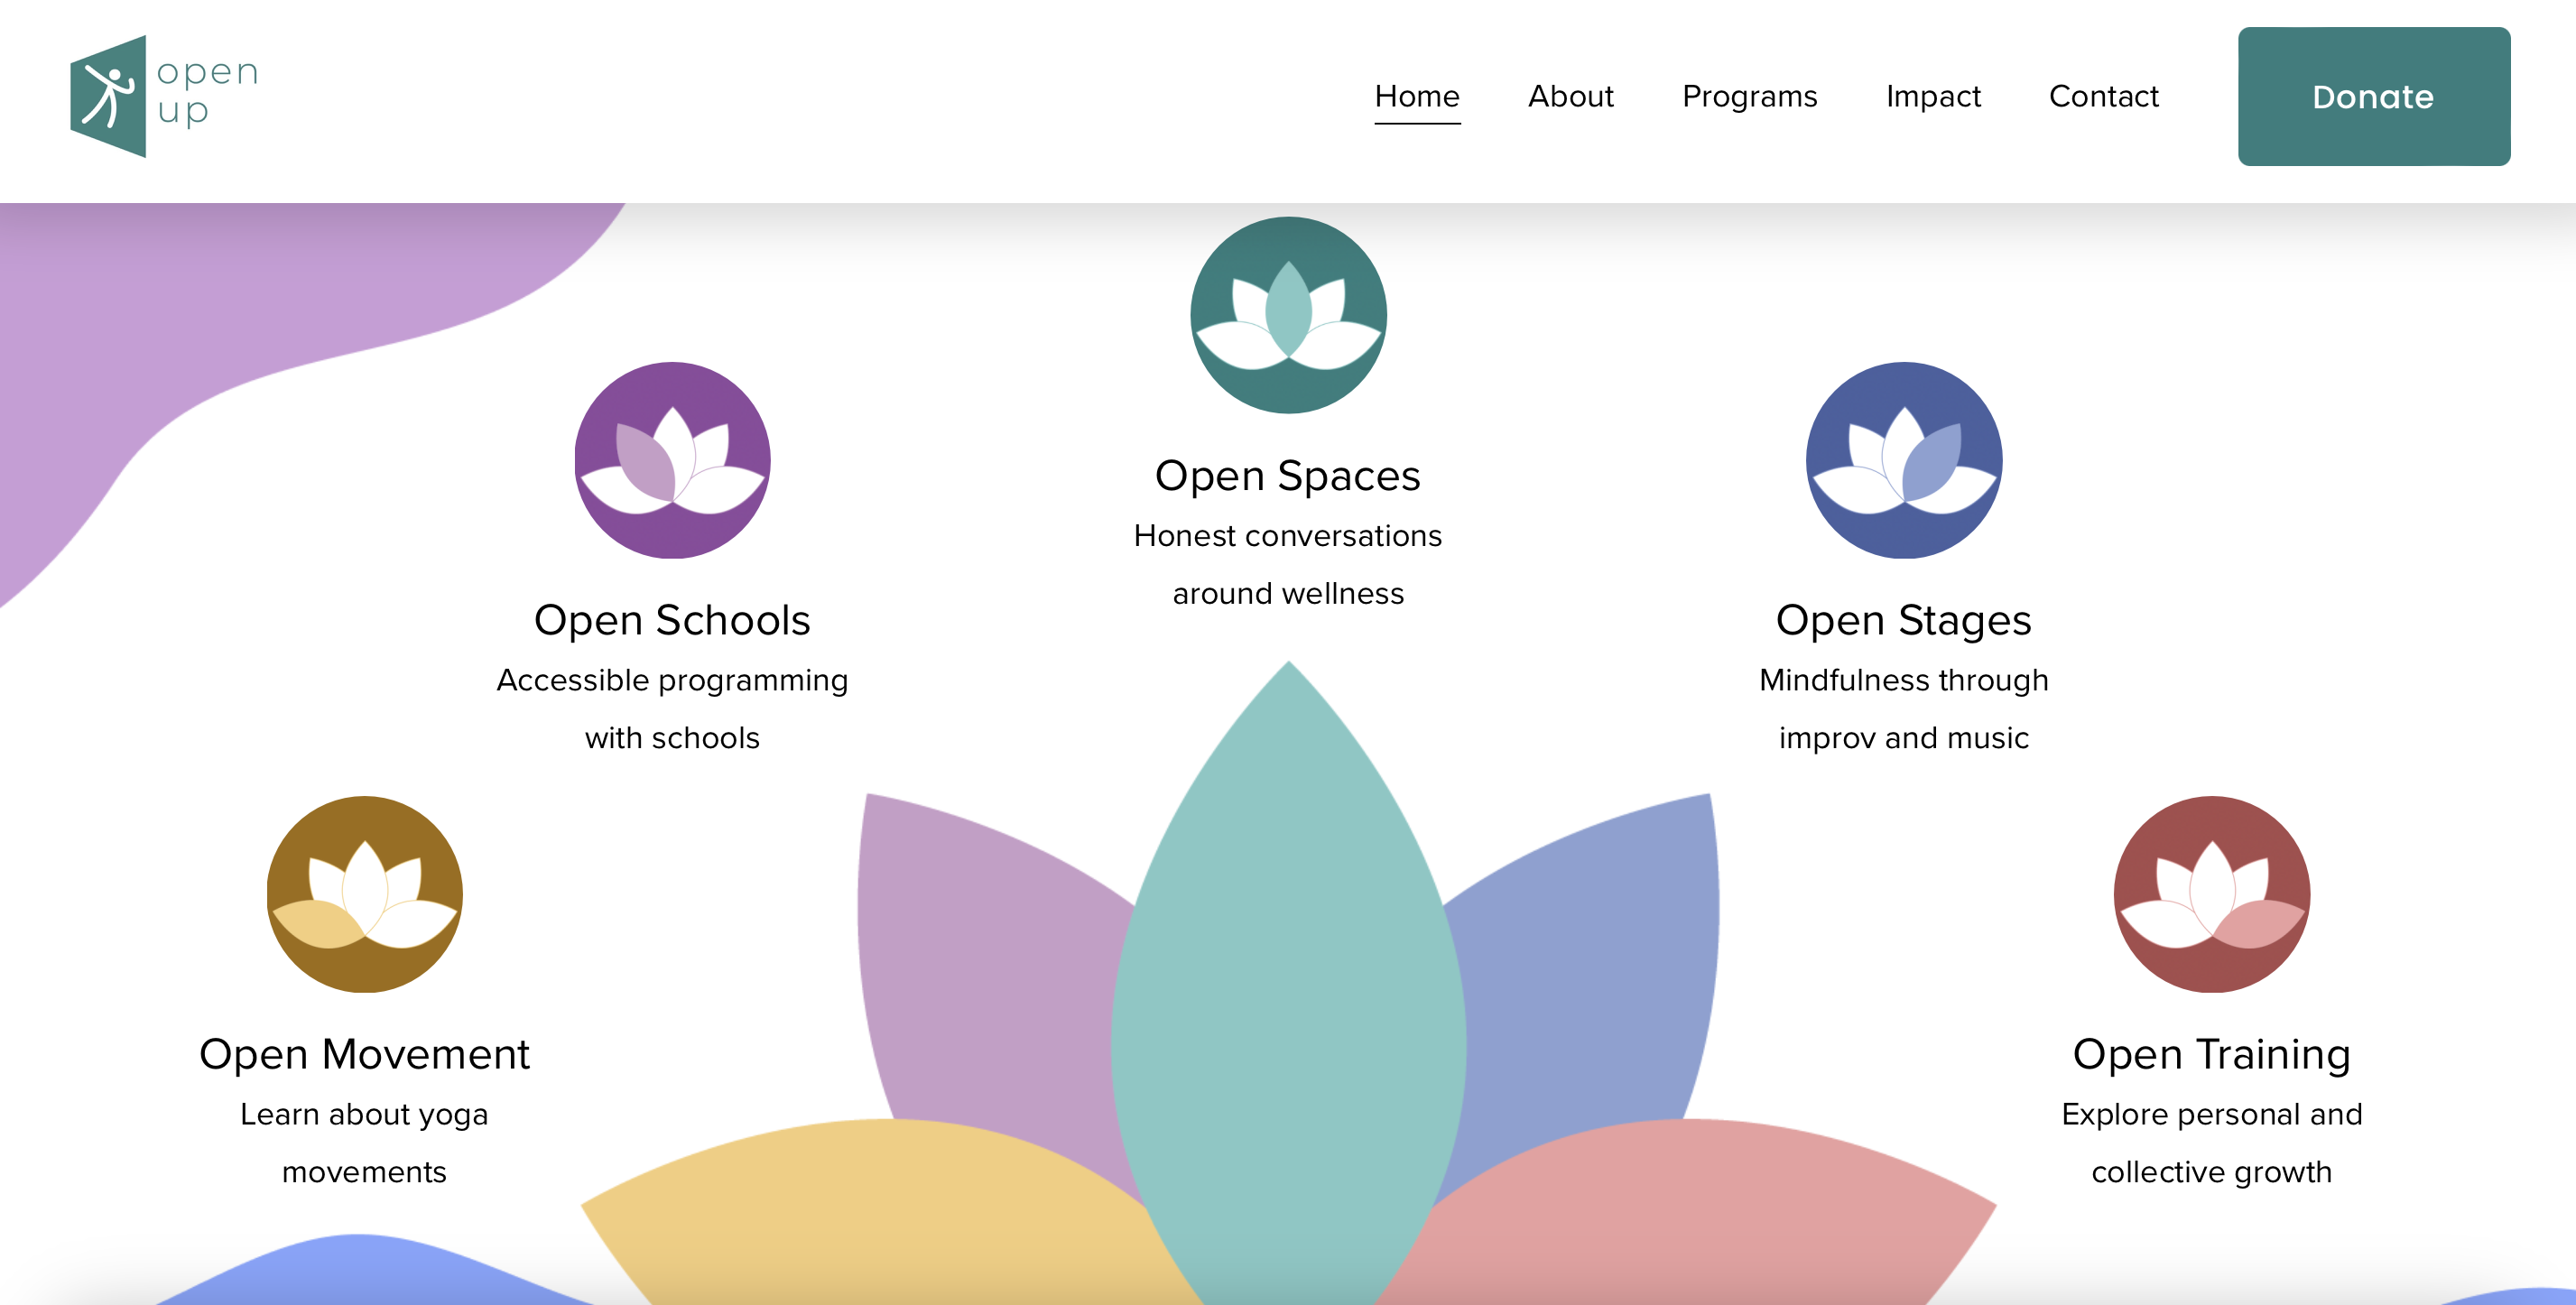 open
up
Home
About
Programs
Impact
Contact
Donate
Open Spaces
Honest conversations
around wellness
Open Schools
Accessible programming
with schools
Open Stages
Mindfulness through
improv and music
Open Movement
Learn about yoga
movements
Open Training
Explore personal and
collective growth